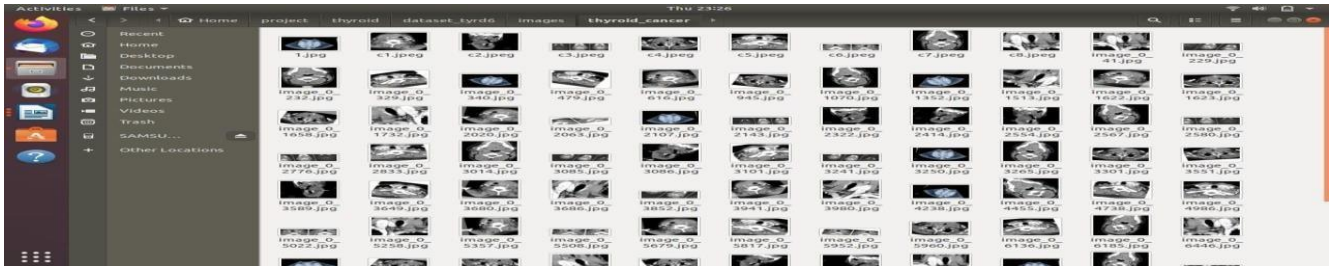 Activities Files Thu 23:26
Home project thyroid dataset_tyrd6 images thyroid_cancer
Recent
Home
Desktop
Documents
Downloads
Music
Pictures
Videos
Trash
SAMSU...
Other Locations
1.jpg c1.jpeg c2.jpeg c3.jpeg c4.jpeg c5.jpeg c6.jpeg c7.jpeg c8.jpeg image_0_41.jpg image_0_229.jpg
image_0_232.jpg image_0_329.jpg image_0_340.jpg image_0_479.jpg image_0_616.jpg image_0_945.jpg image_0_1070.jpg image_0_1352.jpg image_0_1513.jpg image_0_1622.jpg image_0_1623.jpg
image_0_1658.jpg image_0_1732.jpg image_0_2020.jpg image_0_2063.jpg image_0_2107.jpg image_0_2143.jpg image_0_2322.jpg image_0_2414.jpg image_0_2554.jpg image_0_2567.jpg image_0_2580.jpg
image_0_2776.jpg image_0_2833.jpg image_0_3014.jpg image_0_3085.jpg image_0_3086.jpg image_0_3101.jpg image_0_3241.jpg image_0_3250.jpg image_0_3265.jpg image_0_3301.jpg image_0_3551.jpg
image_0_3589.jpg image_0_3649.jpg image_0_3680.jpg image_0_3686.jpg image_0_3852.jpg image_0_3941.jpg image_0_3980.jpg image_0_4238.jpg image_0_4455.jpg image_0_4738.jpg image_0_4986.jpg
image_0_5022.jpg image_0_5258.jpg image_0_5357.jpg image_0_5508.jpg image_0_5679.jpg image_0_5817.jpg image_0_5952.jpg image_0_5960.jpg image_0_6136.jpg image_0_6185.jpg image_0_6446.jpg